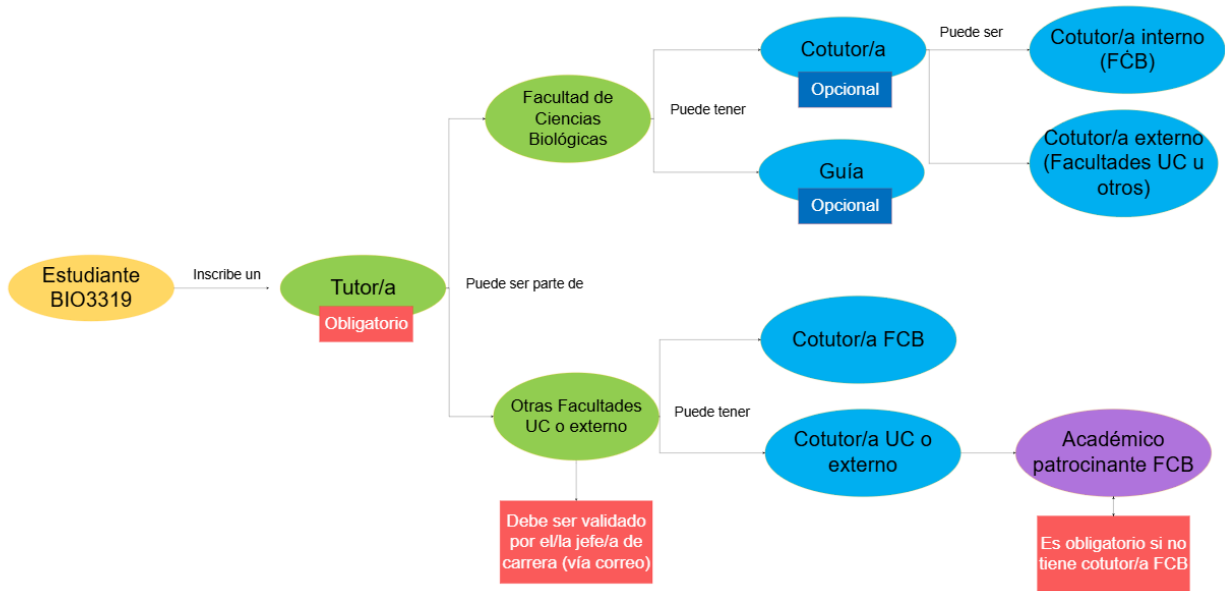 Estudiante
BIO3319
Inscribe un
Tutor/a
Obligatorio
Puede ser parte de
Facultad de
Ciencias
Biológicas
Puede tener
Cotutor/a
Opcional
Puede ser
Cotutor/a interno
(FĊB)
Cotutor/a externo
(Facultades UC u
otros)
Guía
Opcional
Otras Facultades
UC o externo
Debe ser validado
por el/la jefe/a de
carrera (vía correo)
Puede tener
Cotutor/a FCB
Cotutor/a UC o
externo
Académico
patrocinante FCB
Es obligatorio si no
tiene cotutor/a FCB